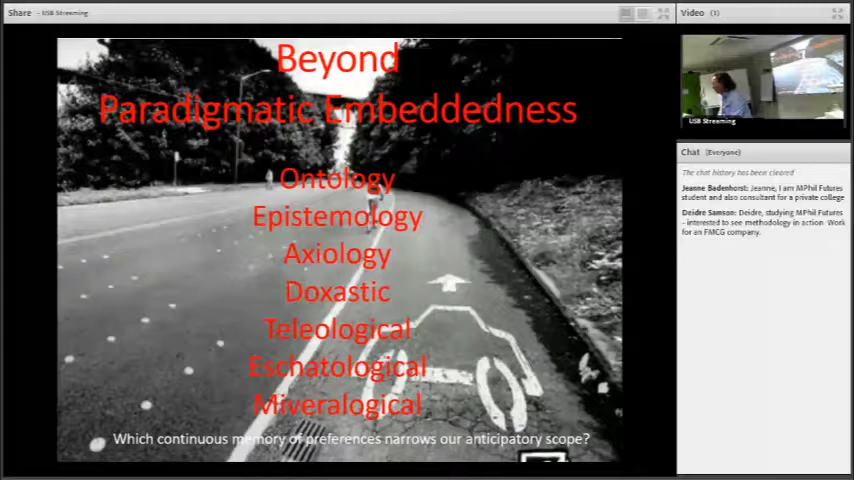 Share - USB Streaming
Video (1)
Beyond
Paradigmatic Embeddedness
Ontology
Epistemology
Axiology
Doxastic
Teleological
Eschatological
Miveralogical
Which continuous memory of preferences narrows our anticipatory scope?
USB Streaming
Chat (Everyone)
The chat history has been cleared
Jeanne Badenhorst: Jeanne, I am MPhil Futures
student and also consultant for a private college
Deidre Samson: Deidre, studying MPhil Futures
- interested to see methodology in action Work
for an FMCG company.